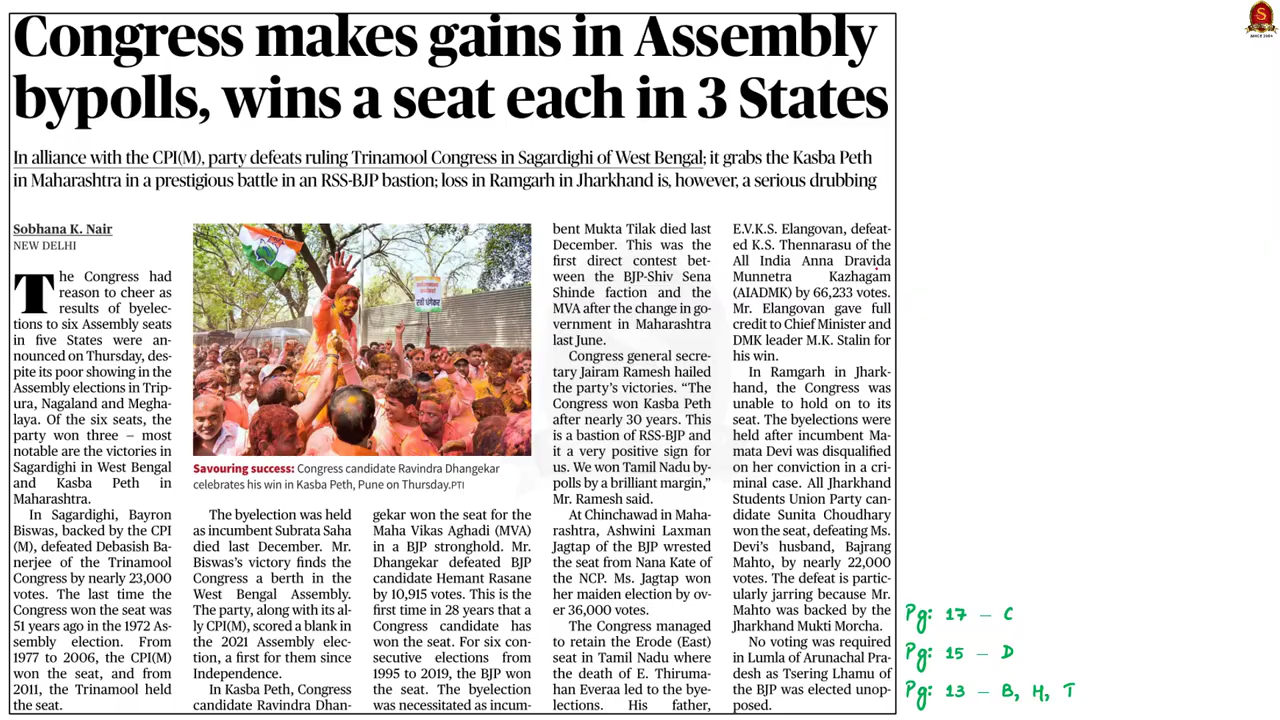 Congress makes gains in Assembly
bypolls, wins a seat each in 3 States
In alliance with the CPI(M), party defeats ruling Trinamool Congress in Sagardighi of West Bengal; it grabs the Kasba Peth
in Maharashtra in a prestigious battle in an RSS-BJP bastion; loss in Ramgarh in Jharkhand is, however, a serious drubbing
Sobhana K. Nair
NEW DELHI
The Congress had
reason to cheer as
results of byelec-
tions to six Assembly seats
in five States were an-
nounced on Thursday, des-
pite its poor showing in the
Assembly elections in Trip-
ura, Nagaland and Megha-
laya. Of the six seats, the
party won three – most
notable are the victories in
Sagardighi in West Bengal
and Kasba Peth in
Maharashtra.
In Sagardighi, Bayron
Biswas, backed by the CPI
(M), defeated Debasish Ba-
nerjee of the Trinamool
Congress by nearly 23,000
votes. The last time the
Congress won the seat was
51 years ago in the 1972 As-
sembly election. From
1977 to 2006, the CPI(M)
won the seat, and from
2011, the Trinamool held
the seat.
Savouring success: Congress candidate Ravindra Dhangekar
celebrates his win in Kasba Peth, Pune on Thursday.PTI
The byelection was held
as incumbent Subrata Saha
died last December. Mr.
Biswas's victory finds the
Congress a berth in the
West Bengal Assembly.
The party, along with its al-
ly CPI(M), scored a blank in
the 2021 Assembly elec-
tion, a first for them since
Independence.
In Kasba Peth, Congress
candidate Ravindra Dhan-
gekar won the seat for the
Maha Vikas Aghadi (MVA)
in a BJP stronghold. Mr.
Dhangekar defeated BJP
candidate Hemant Rasane
by 10,915 votes. This is the
first time in 28 years that a
Congress candidate has
won the seat. For six con-
secutive elections from
1995 to 2019, the BJP won
the seat. The byelection
was necessitated as incum-
bent Mukta Tilak died last
December. This was the
first direct contest bet-
ween the BJP-Shiv Sena
Shinde faction and the
MVA after the change in go-
vernment in Maharashtra
last June.
Congress general secre-
tary Jairam Ramesh hailed
the party's victories. "The
Congress won Kasba Peth
after nearly 30 years. This
is a bastion of RSS-BJP and
it a very positive sign for
us. We won Tamil Nadu by-
polls by a brilliant margin,"
Mr. Ramesh said.
At Chinchawad in Maha-
rashtra, Ashwini Laxman
Jagtap of the BJP wrested
the seat from Nana Kate of
the NCP. Ms. Jagtap won
her maiden election by ov-
er 36,000 votes.
The Congress managed
to retain the Erode (East)
seat in Tamil Nadu where
the death of E. Thiruma-
han Everaa led to the bye-
lections. His father,
E.V.K.S. Elangovan, defeat-
ed K.S. Thennarasu of the
All India Anna Dravida
Munnetra Kazhagam
(AIADMK) by 66,233 votes.
Mr. Elangovan gave full
credit to Chief Minister and
DMK leader M.K. Stalin for
his win.
In Ramgarh in Jhark-
hand, the Congress was
unable to hold on to its
seat. The byelections were
held after incumbent Ma-
mata Devi was disqualified
on her conviction in a cri-
minal case. All Jharkhand
Students Union Party can-
didate Sunita Choudhary
won the seat, defeating Ms.
Devi's husband, Bajrang
Mahto, by nearly 22,000
votes. The defeat is partic-
ularly jarring because Mr.
Mahto was backed by the
Jharkhand Mukti Morcha.
No voting was required
in Lumla of Arunachal Pra-
desh as Tsering Lhamu of
the BJP was elected unop-
posed.
Pg: 17 – C
Pg: 15 – D
Pg: 13 – B, H, T
S
SINCE 2004